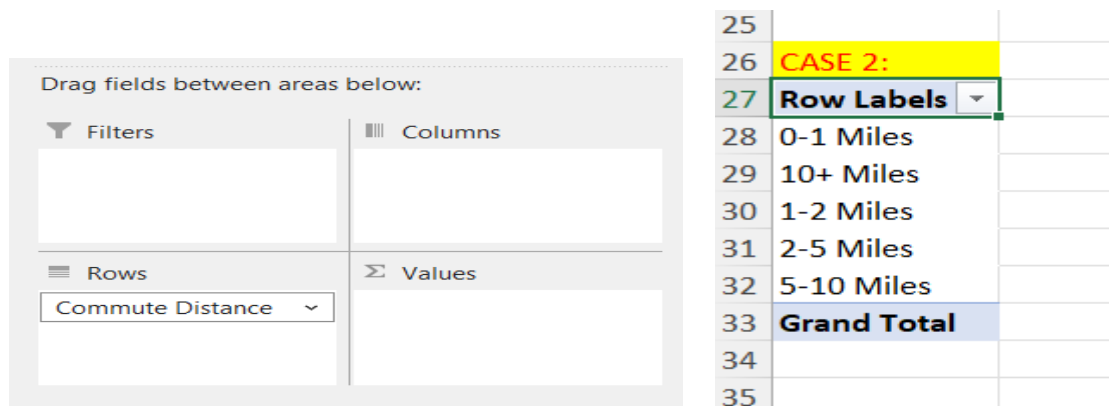 Drag fields between areas below:
Filters
Columns
Rows
Values
Commute Distance
25
26 CASE 2:
27 Row Labels
28 0-1 Miles
29 10+ Miles
30 1-2 Miles
31 2-5 Miles
32 5-10 Miles
33 Grand Total
34
35